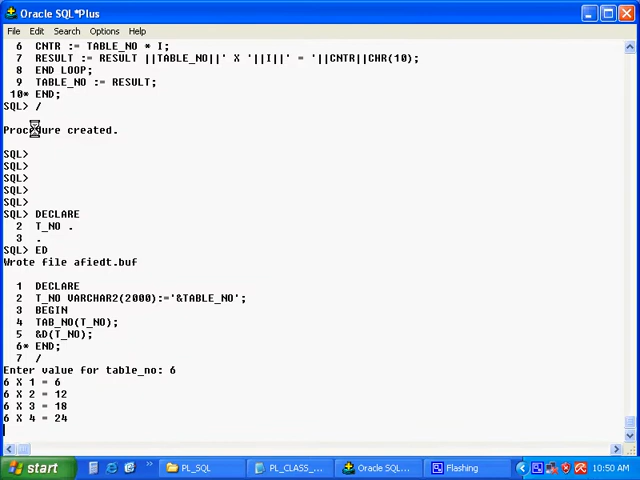 Oracle SQL*Plus
File Edit Search Options Help
6 CNTR := TABLE_NO * I;
7 RESULT := RESULT ||TABLE_NO||' X '||I||' = '||CNTR||CHR(10);
8 END LOOP;
9 TABLE_NO := RESULT;
10* END;
SQL> /
Procedure created.
SQL>
SQL>
SQL>
SQL>
SQL>
SQL> DECLARE
2 T_NO .
3 .
SQL> ED
Wrote file afiedt.buf
1 DECLARE
2 T_NO VARCHAR2(2000):='&TABLE_NO';
3 BEGIN
4 TAB_NO(T_NO);
5 &D(T_NO);
6* END;
7 /
Enter value for table_no: 6
6 X 1 = 6
6 X 2 = 12
6 X 3 = 18
6 X 4 = 24
start PL_SQL PL_CLASS_... Oracle SQL... Flashing 10:50 AM